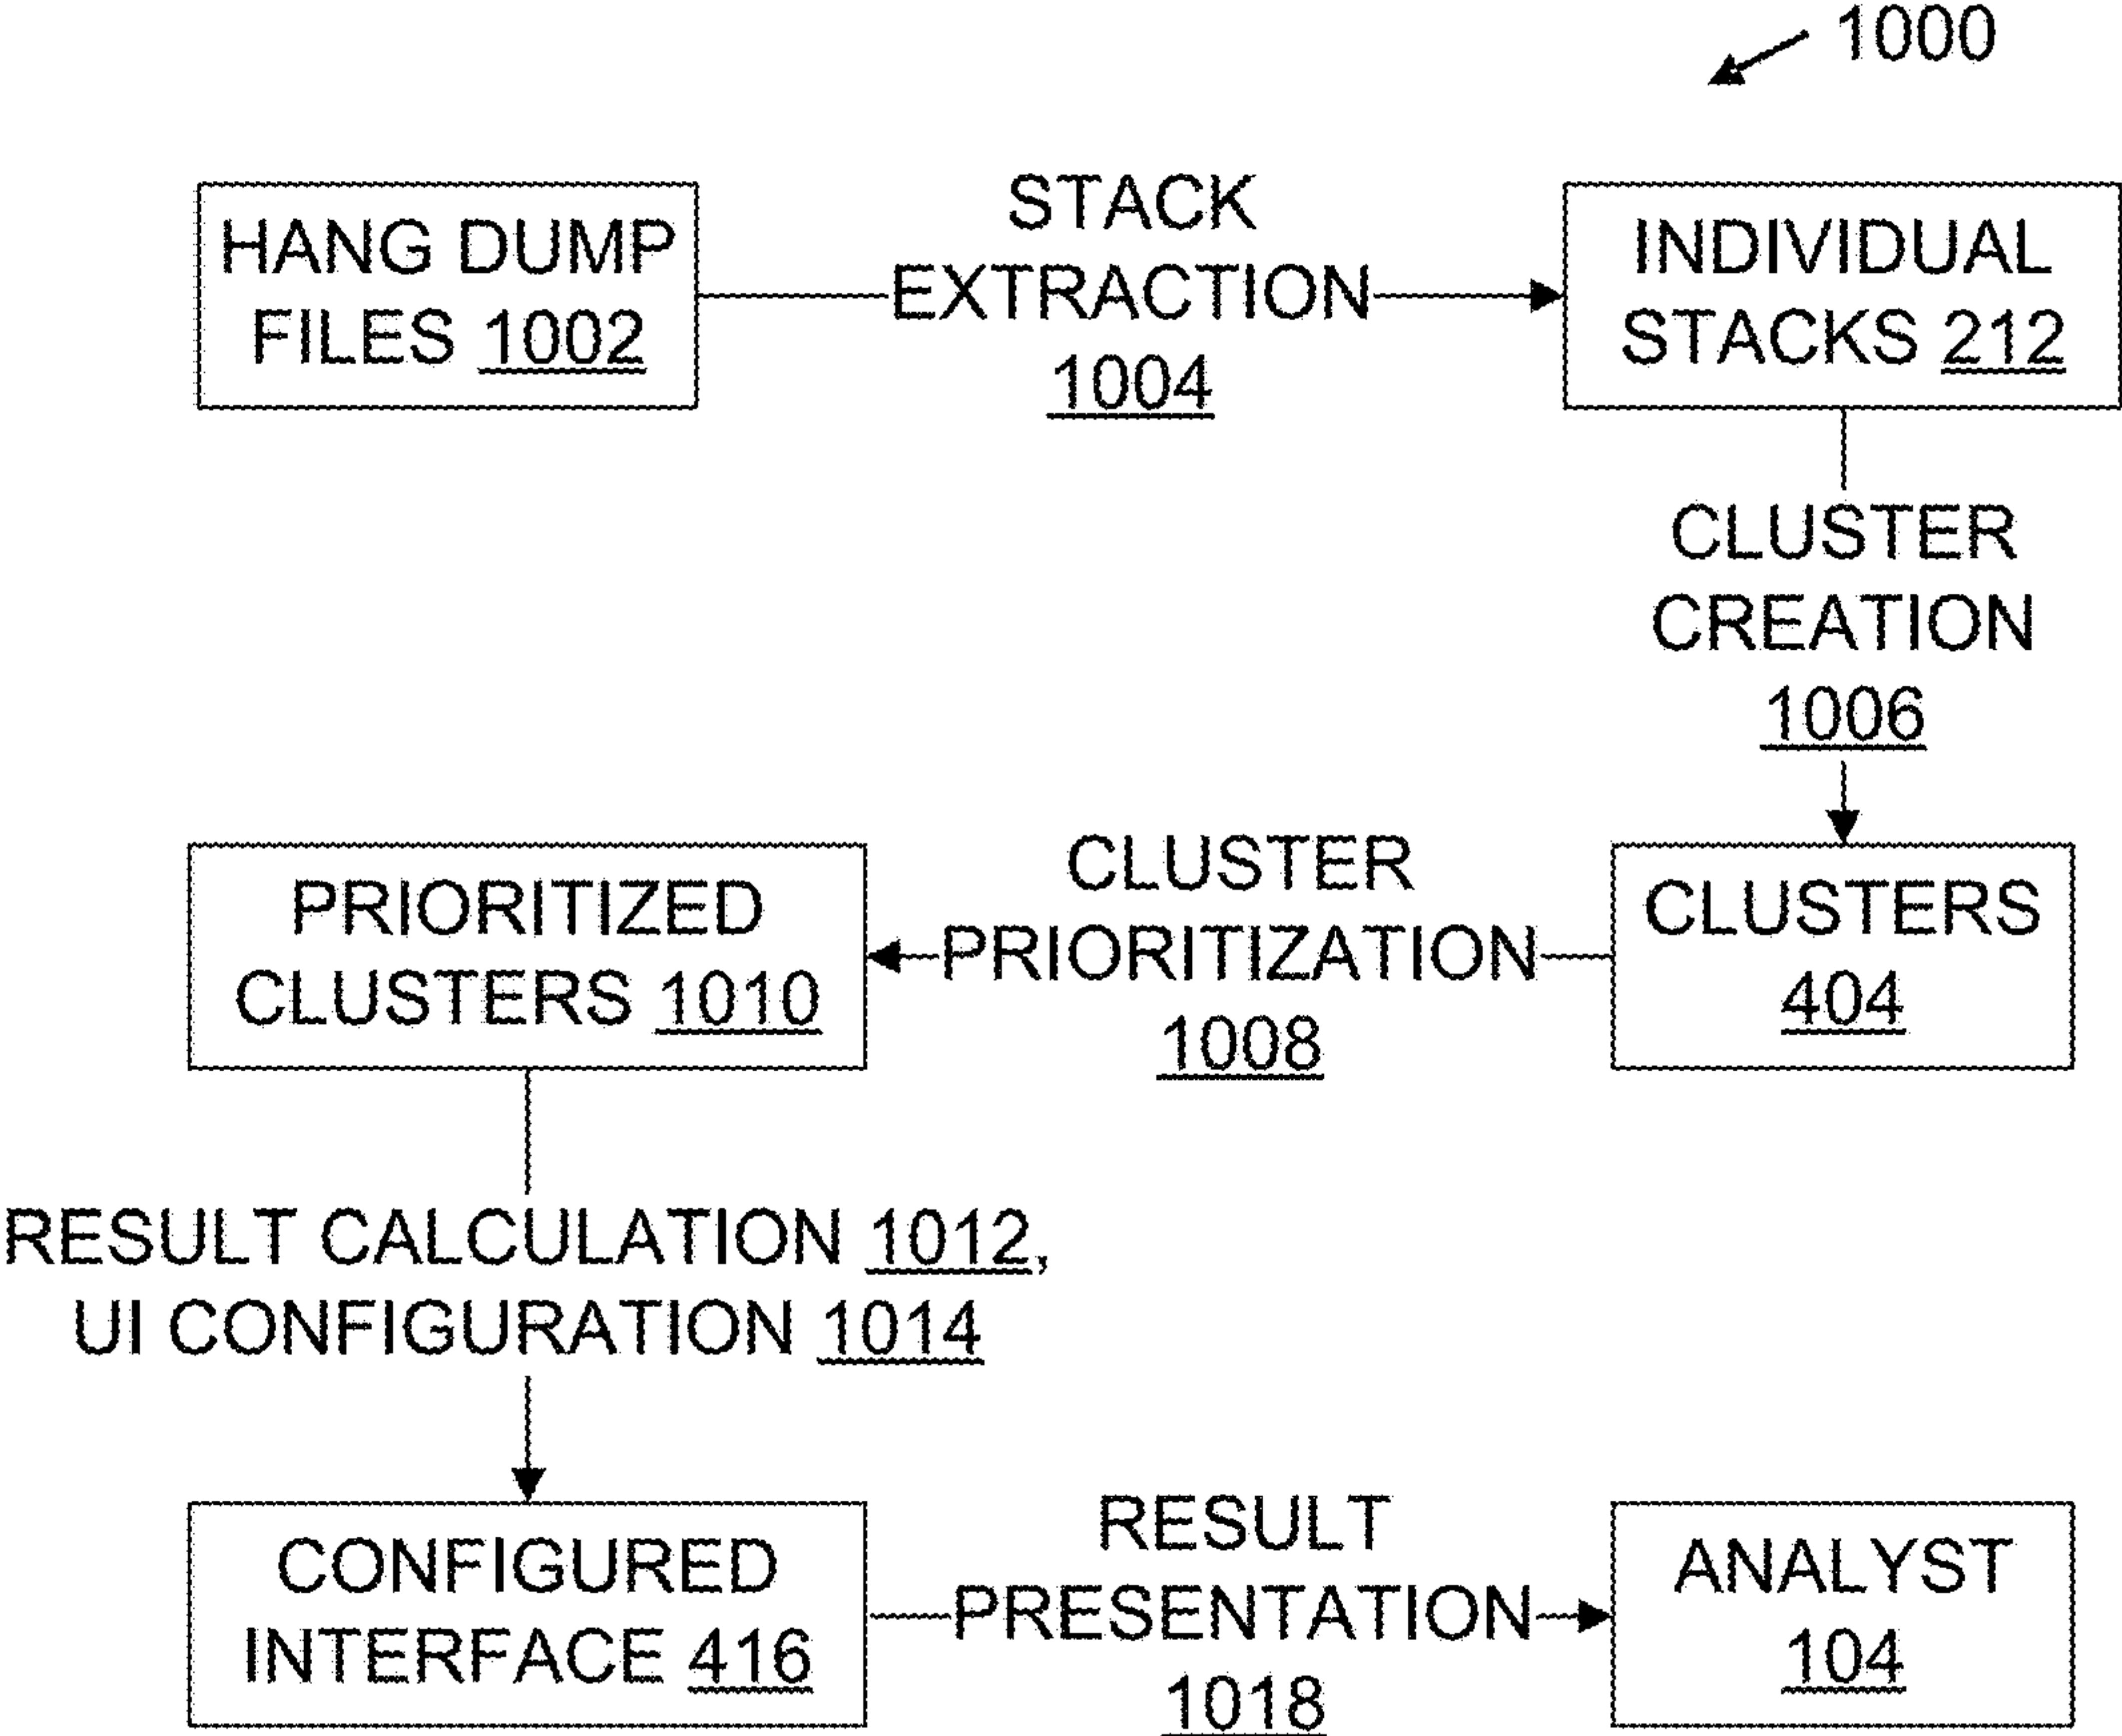 1000
HANG DUMP
FILES 1002
STACK
EXTRACTION
1004
INDIVIDUAL
STACKS 212
CLUSTER
CREATION
1006
PRIORITIZED
CLUSTERS 1010
CLUSTER
PRIORITIZATION
1008
CLUSTERS
404
RESULT CALCULATION 1012,
UI CONFIGURATION 1014
CONFIGURED
INTERFACE 416
RESULT
PRESENTATION
1018
ANALYST
104